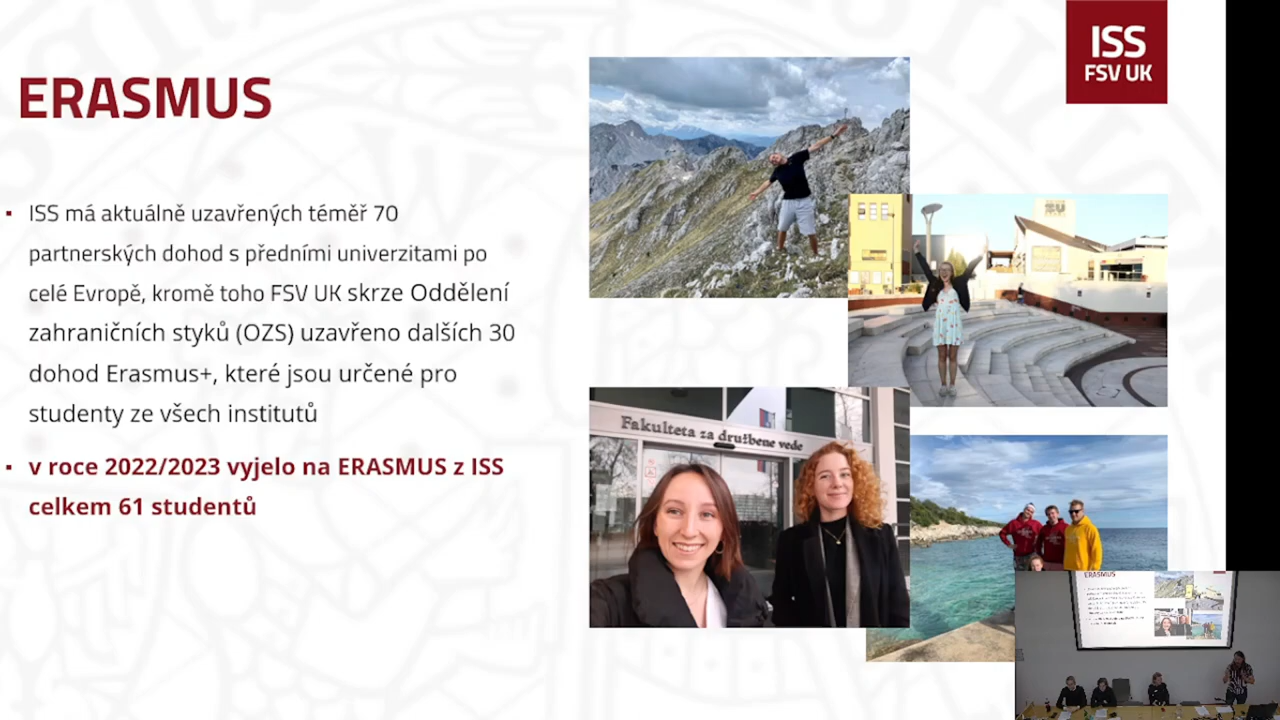 ISS
FSV UK
ERASMUS
ISS má aktuálně uzavřených téměř 70
partnerských dohod s předními univerzitami po
celé Evropě, kromě toho FSV UK skrze Oddělení
zahraničních styků (OZS) uzavřeno dalších 30
dohod Erasmus+, které jsou určené pro
studenty ze všech institutů
v roce 2022/2023 vyjelo na ERASMUS z ISS
celkem 61 studentů
Fakulteta za družbene vede
ERASMUS